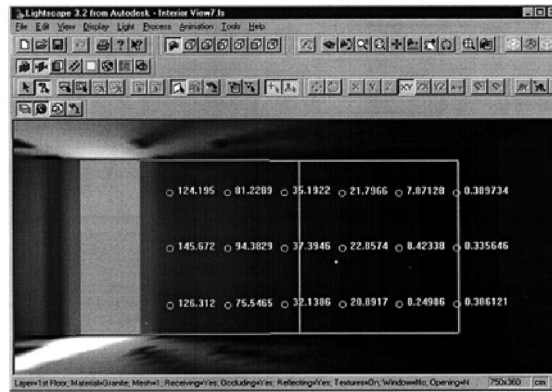 Lightscape 3.2 from Autodesk - Interior View7.ls
File Edit View Display Light Process Animation Tools Help
X Y Z XY
124.195 81.2289 35.1922 21.7966 7.87128 0.389734
145.672 94.3829 37.3946 22.8574 8.42338 0.335646
126.312 75.5465 32.1386 20.8917 8.24986 0.386121
Layer=1st Floor; Material=Granite; Mesh=1; Receiving=Yes; Occluding=Yes; Reflecting=Yes; Textures=On; Window=No; Opening=N 750x360 cm